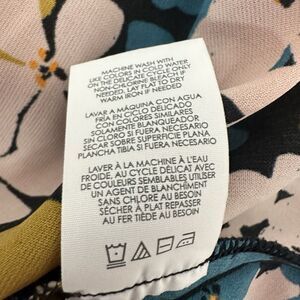 MACHINE WASH WITH
LIKE COLORS IN COLD WATER
ON THE DELICATE CYCLE ONLY
NON-CHLORINE BLEACH IF
NEEDED. LAY FLAT TO DRY
WARM IRON IF NEEDED
LAVAR A MÁQUINA CON AGUA
FRIA EN CICLO DELICADO
CON COLORES SIMILARES
SOLAMENTE BLANQUEADOR
SIN CLORO SI FUERA NECESARIO
SECAR SOBRE SUPERFICIE PLANA
PLANCHA TIBIA SI FUERA NECESARIO
LAVER À LA MACHINE À L'EAU
FROIDE, AU CYCLE DÉLICAT AVEC
DE COULEURS SEMBLABLES UTILISER
UN AGENT DE BLANCHÎMENT
SANS CHLORE AU BESOIN
SÉCHER À PLAT REPASSER
AU FER TIÈDE AU BESOIN